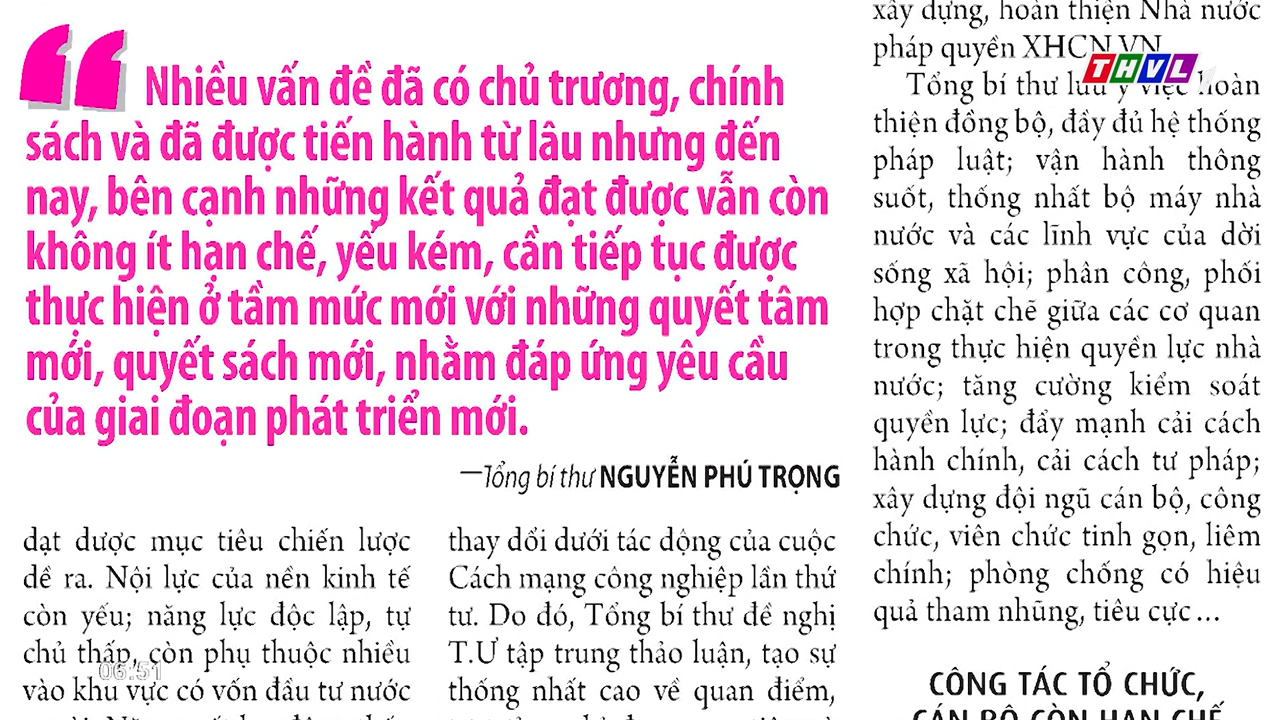 Nhiều vấn đề đã có chủ trương, chính
sách và đã được tiến hành từ lâu nhưng đến
nay, bên cạnh những kết quả đạt được vẫn còn
không ít hạn chế, yếu kém, cần tiếp tục được
thực hiện ở tầm mức mới với những quyết tâm
mới, quyết sách mới, nhằm đáp ứng yêu cầu
của giai đoạn phát triển mới.
—Tổng bí thư NGUYỄN PHÚ TRỌNG
đạt được mục tiêu chiến lược
đề ra. Nội lực của nền kinh tế
còn yếu; năng lực độc lập, tự
chủ thấp, còn phụ thuộc nhiều
06:51
vào khu vực có vốn đầu tư nước
thay đổi dưới tác động của cuộc
Cách mạng công nghiệp lần thứ
tư. Do đó, Tổng bí thư đề nghị
T.Ư tập trung thảo luận, tạo sự
thống nhất cao về quan điểm,
xây dựng, hoàn thiện Nhà nước
pháp quyền XHCN VN
THVL1
Tổng bí thư lưu ý việc hoàn
thiện đồng bộ, đầy đủ hệ thống
pháp luật; vận hành thông
suốt, thống nhất bộ máy nhà
nước và các lĩnh vực của đời
sống xã hội; phân công, phối
hợp chặt chẽ giữa các cơ quan
trong thực hiện quyền lực nhà
nước; tăng cường kiểm soát
quyền lực; đẩy mạnh cải cách
hành chính, cải cách tư pháp;
xây dựng đội ngũ cán bộ, công
chức, viên chức tinh gọn, liêm
chính; phòng chống có hiệu
quả tham nhũng, tiêu cực...
CÔNG TÁC TỔ CHỨC,
CÁN BỘ CÒN HẠN CHẾ